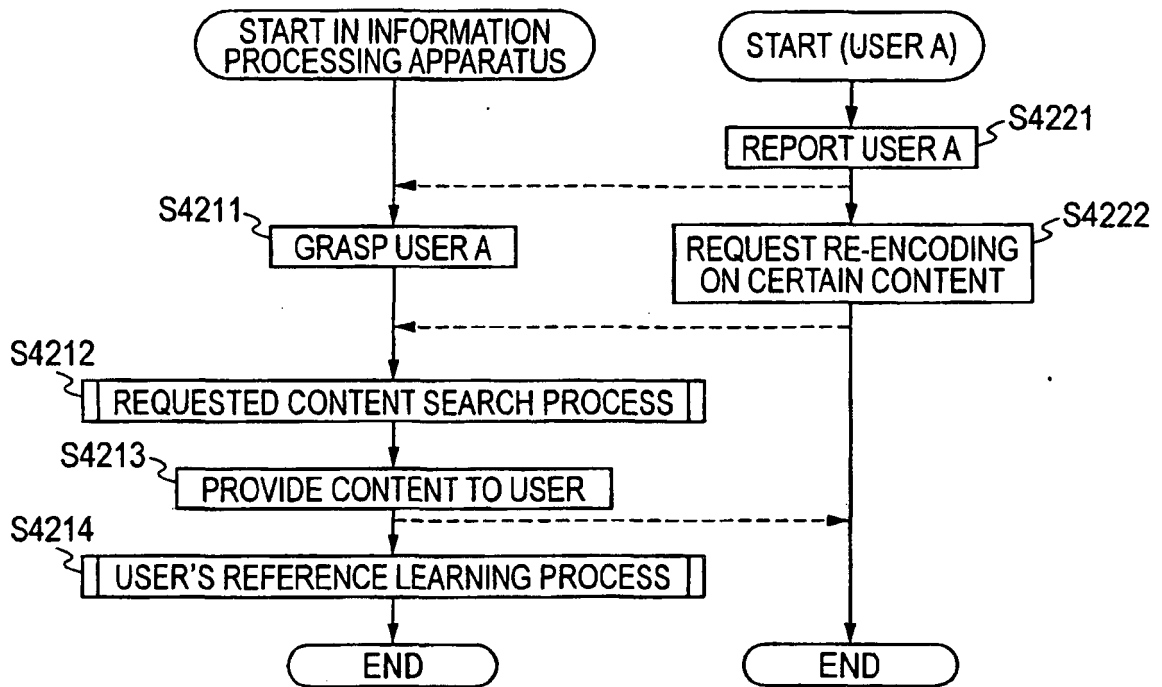 START IN INFORMATION
PROCESSING APPARATUS
START (USER A)
S4221
REPORT USER A
S4211
GRASP USER A
S4222
REQUEST RE-ENCODING
ON CERTAIN CONTENT
S4212
REQUESTED CONTENT SEARCH PROCESS
S4213
PROVIDE CONTENT TO USER
S4214
USER'S REFERENCE LEARNING PROCESS
END
END